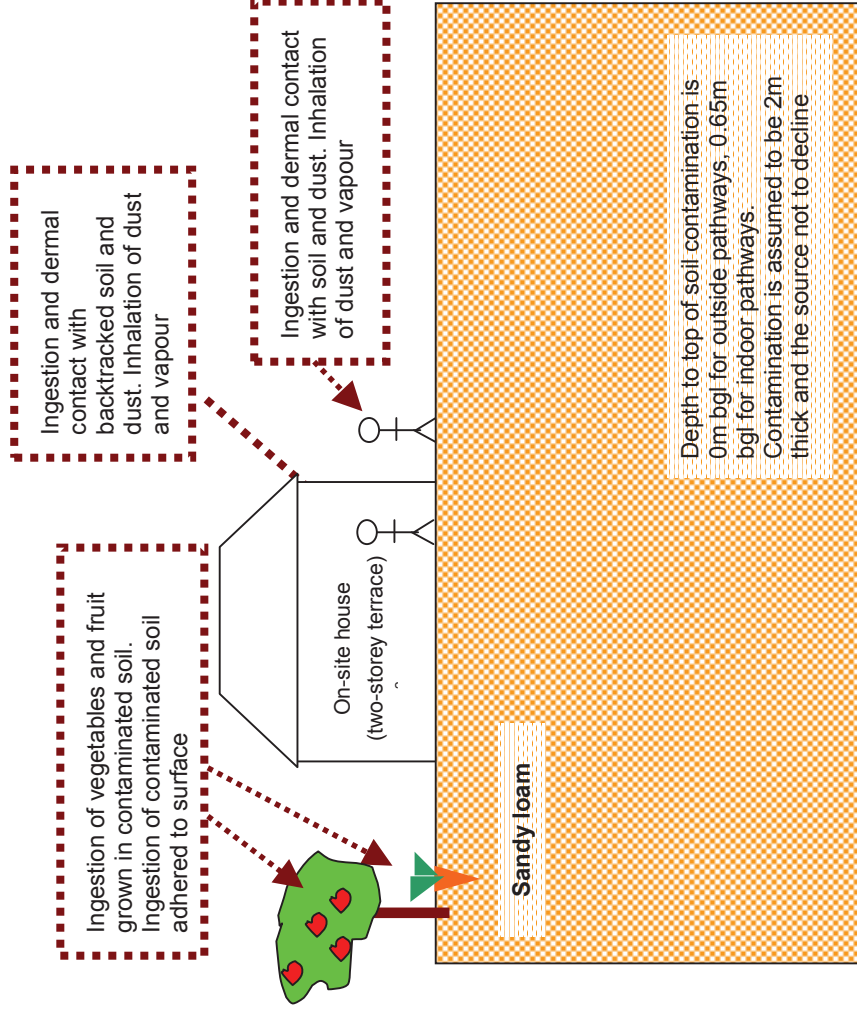 Ingestion of vegetables and fruit
grown in contaminated soil.
Ingestion of contaminated soil
adhered to surface
Ingestion and dermal
contact with
backtracked soil and
dust. Inhalation of dust
and vapour
Ingestion and dermal contact
with soil and dust. Inhalation
of dust and vapour
On-site house
(two-storey terrace)
Sandy loam
Depth to top of soil contamination is
0m bgl for outside pathways, 0.65m
bgl for indoor pathways.
Contamination is assumed to be 2m
thick and the source not to decline